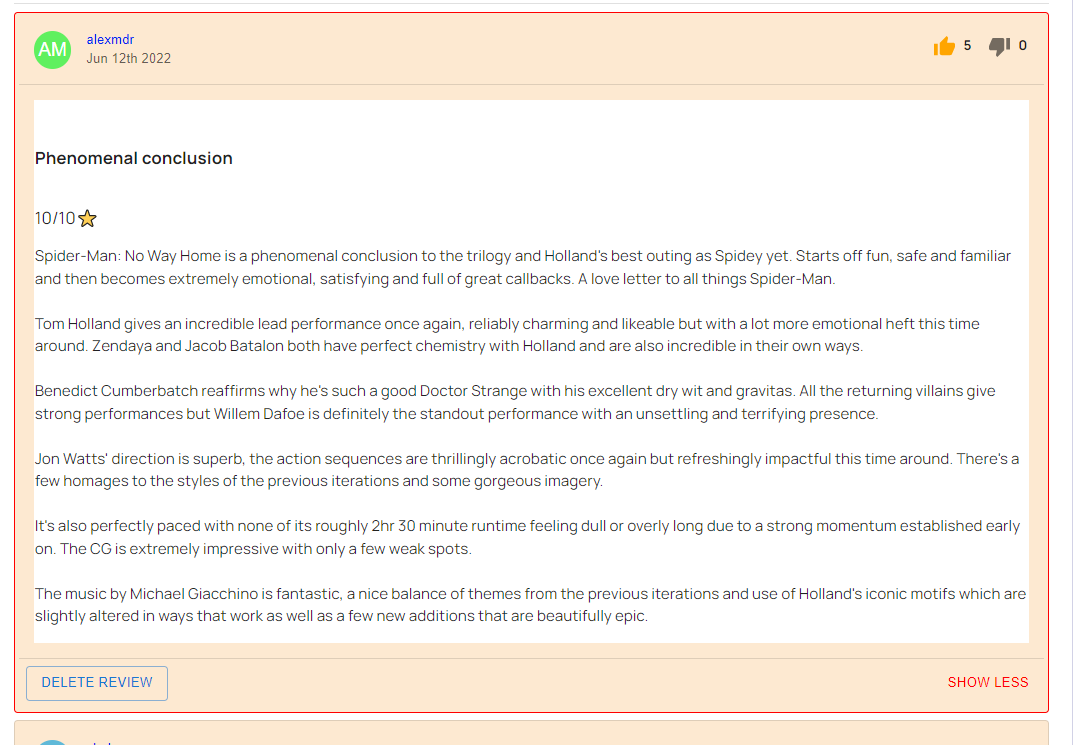 AM
alexmdr
Jun 12th 2022
5
0
Phenomenal conclusion
10/10
Spider-Man: No Way Home is a phenomenal conclusion to the trilogy and Holland's best outing as Spidey yet. Starts off fun, safe and familiar
and then becomes extremely emotional, satisfying and full of great callbacks. A love letter to all things Spider-Man.
Tom Holland gives an incredible lead performance once again, reliably charming and likeable but with a lot more emotional heft this time
around. Zendaya and Jacob Batalon both have perfect chemistry with Holland and are also incredible in their own ways.
Benedict Cumberbatch reaffirms why he's such a good Doctor Strange with his excellent dry wit and gravitas. All the returning villains give
strong performances but Willem Dafoe is definitely the standout performance with an unsettling and terrifying presence.
Jon Watts' direction is superb, the action sequences are thrillingly acrobatic once again but refreshingly impactful this time around. There's a
few homages to the styles of the previous iterations and some gorgeous imagery.
It's also perfectly paced with none of its roughly 2hr 30 minute runtime feeling dull or overly long due to a strong momentum established early
on. The CG is extremely impressive with only a few weak spots.
The music by Michael Giacchino is fantastic, a nice balance of themes from the previous iterations and use of Holland's iconic motifs which are
slightly altered in ways that work as well as a few new additions that are beautifully epic.
DELETE REVIEW
SHOW LESS